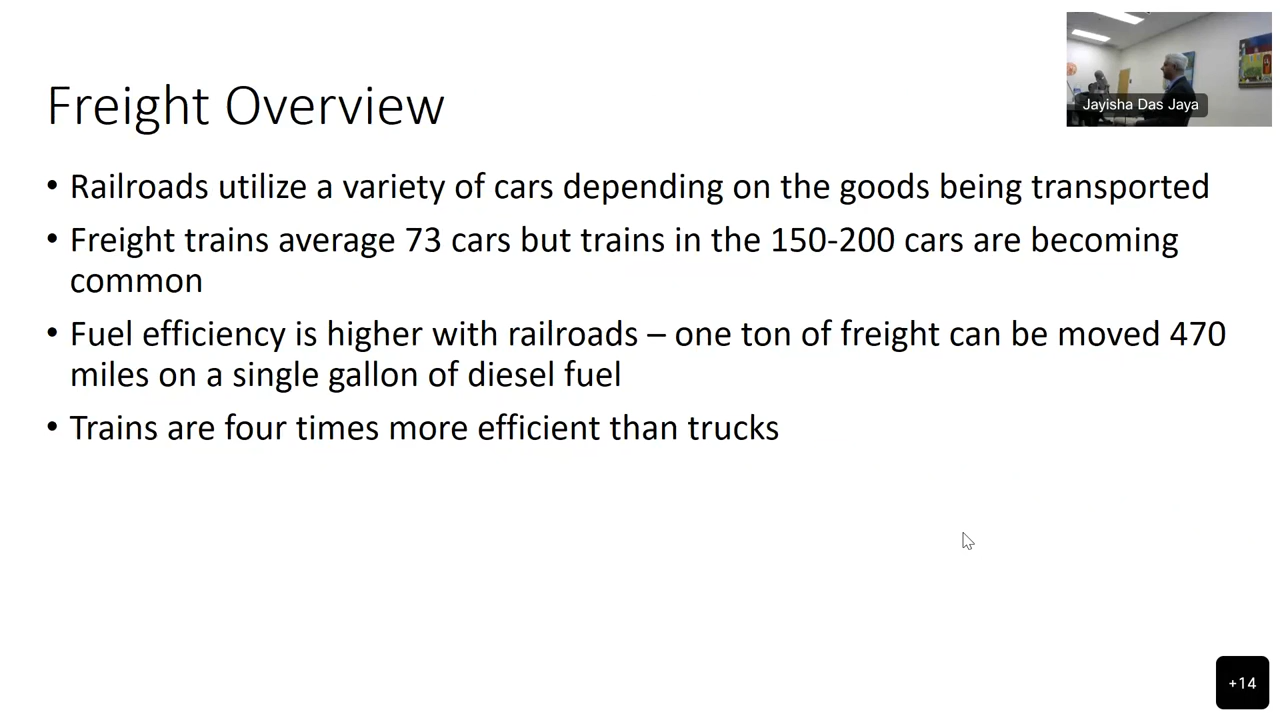 Jayisha Das Jaya
Freight Overview
• Railroads utilize a variety of cars depending on the goods being transported
• Freight trains average 73 cars but trains in the 150-200 cars are becoming
common
• Fuel efficiency is higher with railroads – one ton of freight can be moved 470
miles on a single gallon of diesel fuel
• Trains are four times more efficient than trucks
+14